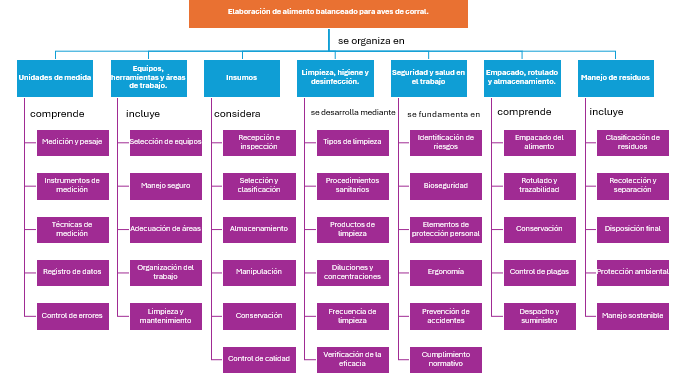 Elaboración de alimento balanceado para aves de corral.
se organiza en
Unidades de medida
Equipos,
herramientas y áreas
de trabajo.
Insumos
Limpieza, higiene y
desinfección.
Seguridad y salud en
el trabajo
Empacado, rotulado
y almacenamiento.
Manejo de residuos
comprende
incluye
considera
se desarrolla mediante
se fundamenta en
comprende
incluye
Medición y pesaje
Selección de equipos
Recepción e
inspección
Tipos de limpieza
Identificación de
riesgos
Empacado del
alimento
Clasificación de
residuos
Instrumentos de
medición
Manejo seguro
Selección y
clasificación
Procedimientos
sanitarios
Bioseguridad
Rotulado y
trazabilidad
Recolección y
separación
Técnicas de
medición
Adecuación de áreas
Almacenamiento
Productos de
limpieza
Elementos de
protección personal
Conservación
Disposición final
Registro de datos
Organización del
trabajo
Manipulación
Diluciones y
concentraciones
Ergonomía
Control de plagas
Protección ambiental
Control de errores
Limpieza y
mantenimiento
Conservación
Frecuencia de
limpieza
Prevención de
accidentes
Despacho y
suministro
Manejo sostenible
Control de calidad
Verificación de la
eficacia
Cumplimiento
normativo